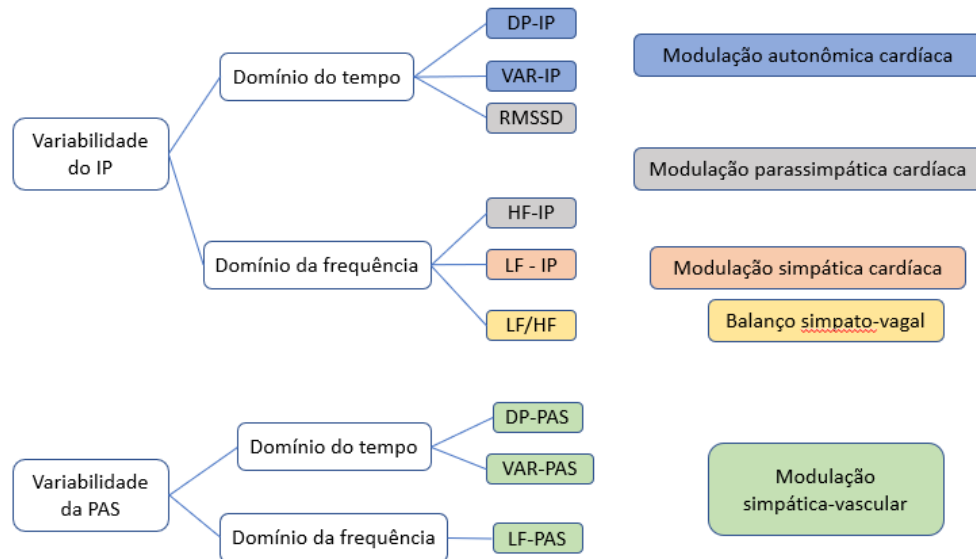 DP-IP
Modulação autonômica cardíaca
Domínio do tempo
VAR-IP
RMSSD
Variabilidade
do IP
Modulação parassimpática cardíaca
HF-IP
Domínio da frequência
LF - IP
Modulação simpática cardíaca
LF/HF
Balanço simpato-vagal
DP-PAS
Domínio do tempo
VAR-PAS
Variabilidade
da PAS
Modulação
simpática-vascular
Domínio da frequência
LF-PAS